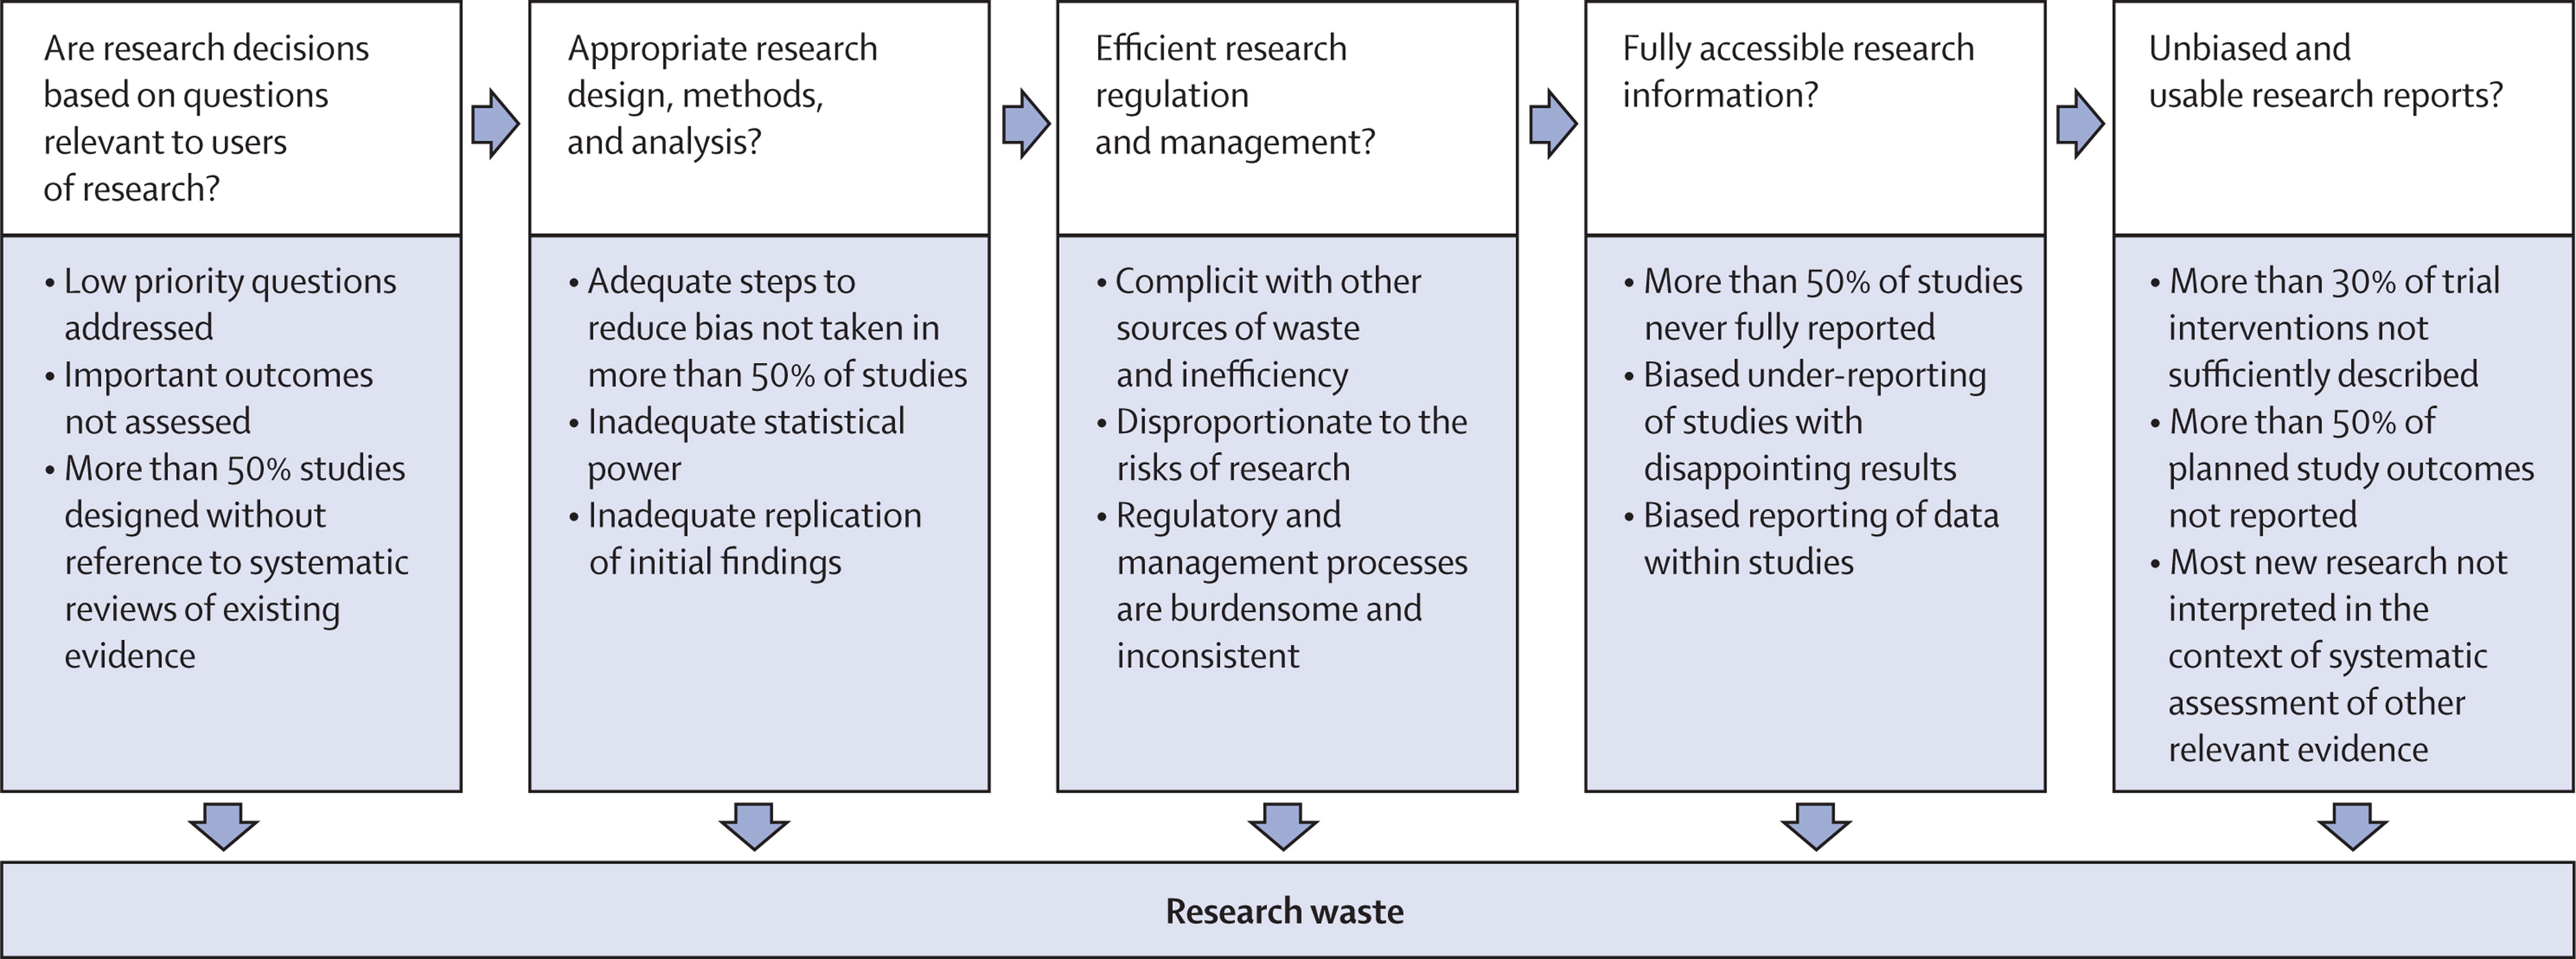 Are research decisions
based on questions
relevant to users
of research?
• Low priority questions
addressed
• Important outcomes
not assessed
• More than 50% studies
designed without
reference to systematic
reviews of existing
evidence
Appropriate research
design, methods,
and analysis?
• Adequate steps to
reduce bias not taken in
more than 50% of studies
• Inadequate statistical
power
• Inadequate replication
of initial findings
Efficient research
regulation
and management?
• Complicit with other
sources of waste
and inefficiency
• Disproportionate to the
risks of research
• Regulatory and
management processes
are burdensome and
inconsistent
Fully accessible research
information?
• More than 50% of studies
never fully reported
• Biased under-reporting
of studies with
disappointing results
• Biased reporting of data
within studies
Unbiased and
usable research reports?
• More than 30% of trial
interventions not
sufficiently described
• More than 50% of
planned study outcomes
not reported
• Most new research not
interpreted in the
context of systematic
assessment of other
relevant evidence
Research waste